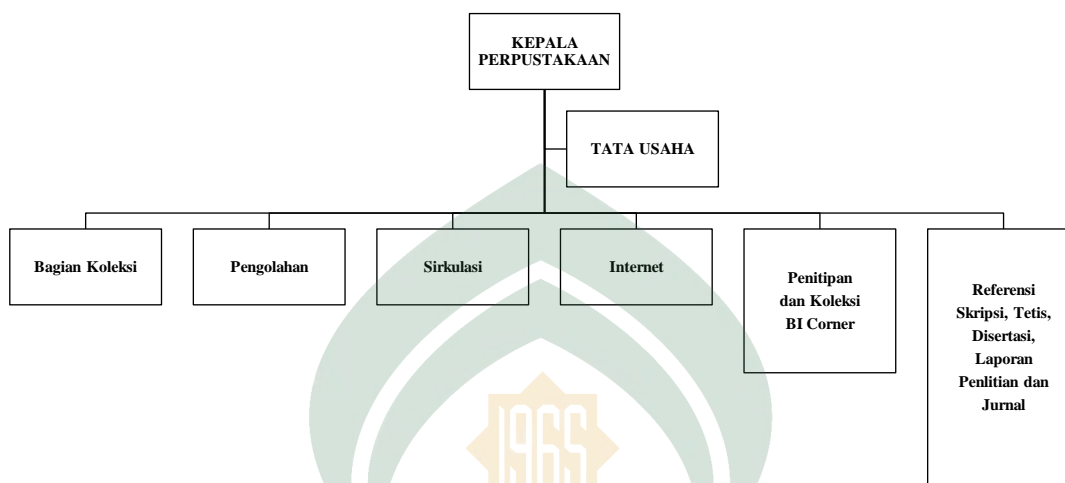 KEPALA
PERPUSTAKAAN
TATA USAHA
Bagian Koleksi
Pengolahan
Sirkulasi
Internet
Penitipan
dan Koleksi
BI Corner
Referensi
Skripsi, Tetis,
Disertasi,
Laporan
Penlitian dan
Jurnal
1965